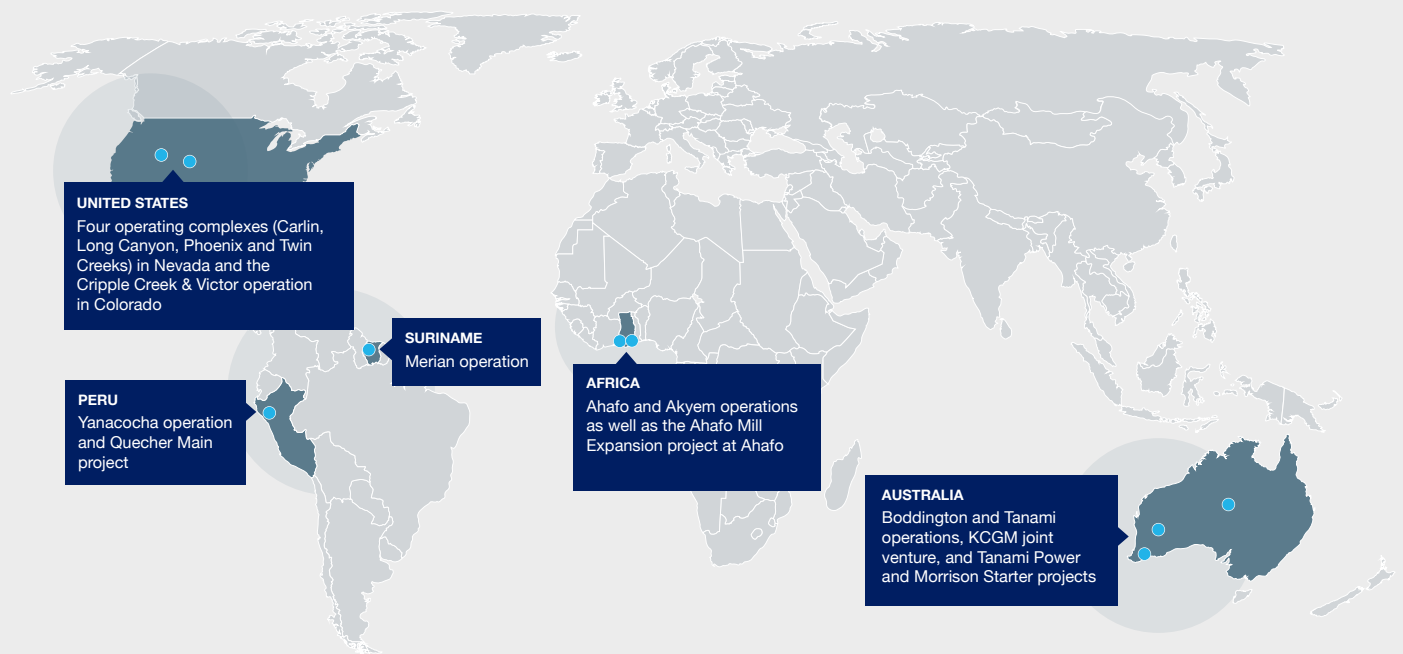 UNITED STATES
Four operating complexes (Carlin,
Long Canyon, Phoenix and Twin
Creeks) in Nevada and the
Cripple Creek & Victor operation
in Colorado
SURINAME
Merian operation
PERU
Yanacocha operation
and Quecher Main
project
AFRICA
Ahafo and Akyem operations
as well as the Ahafo Mill
Expansion project at Ahafo
AUSTRALIA
Boddington and Tanami
operations, KCGM joint
venture, and Tanami Power
and Morrison Starter projects